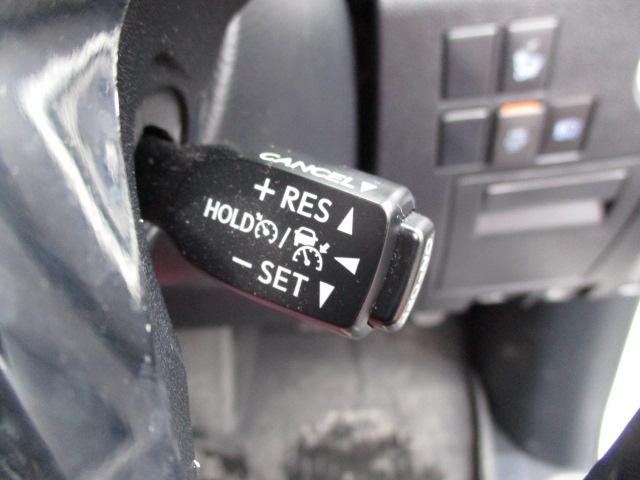 CANCEL
+ RES
HOLD /
- SET